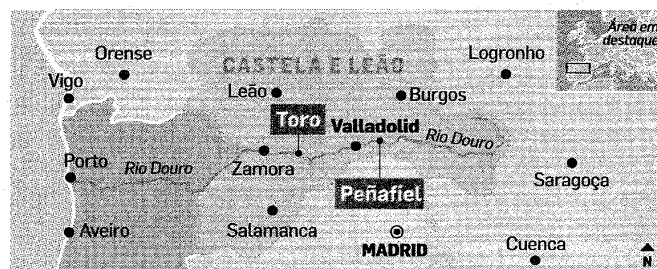 Área em
destaque
Orense
Logronho
CASTELA E LEÃO
Vigo
Leão
Burgos
Toro
Valladolid
Rio Douro
Porto
Rio Douro
Zamora
Saragoça
Peñafiel
Aveiro
Salamanca
MADRID
Cuenca
N